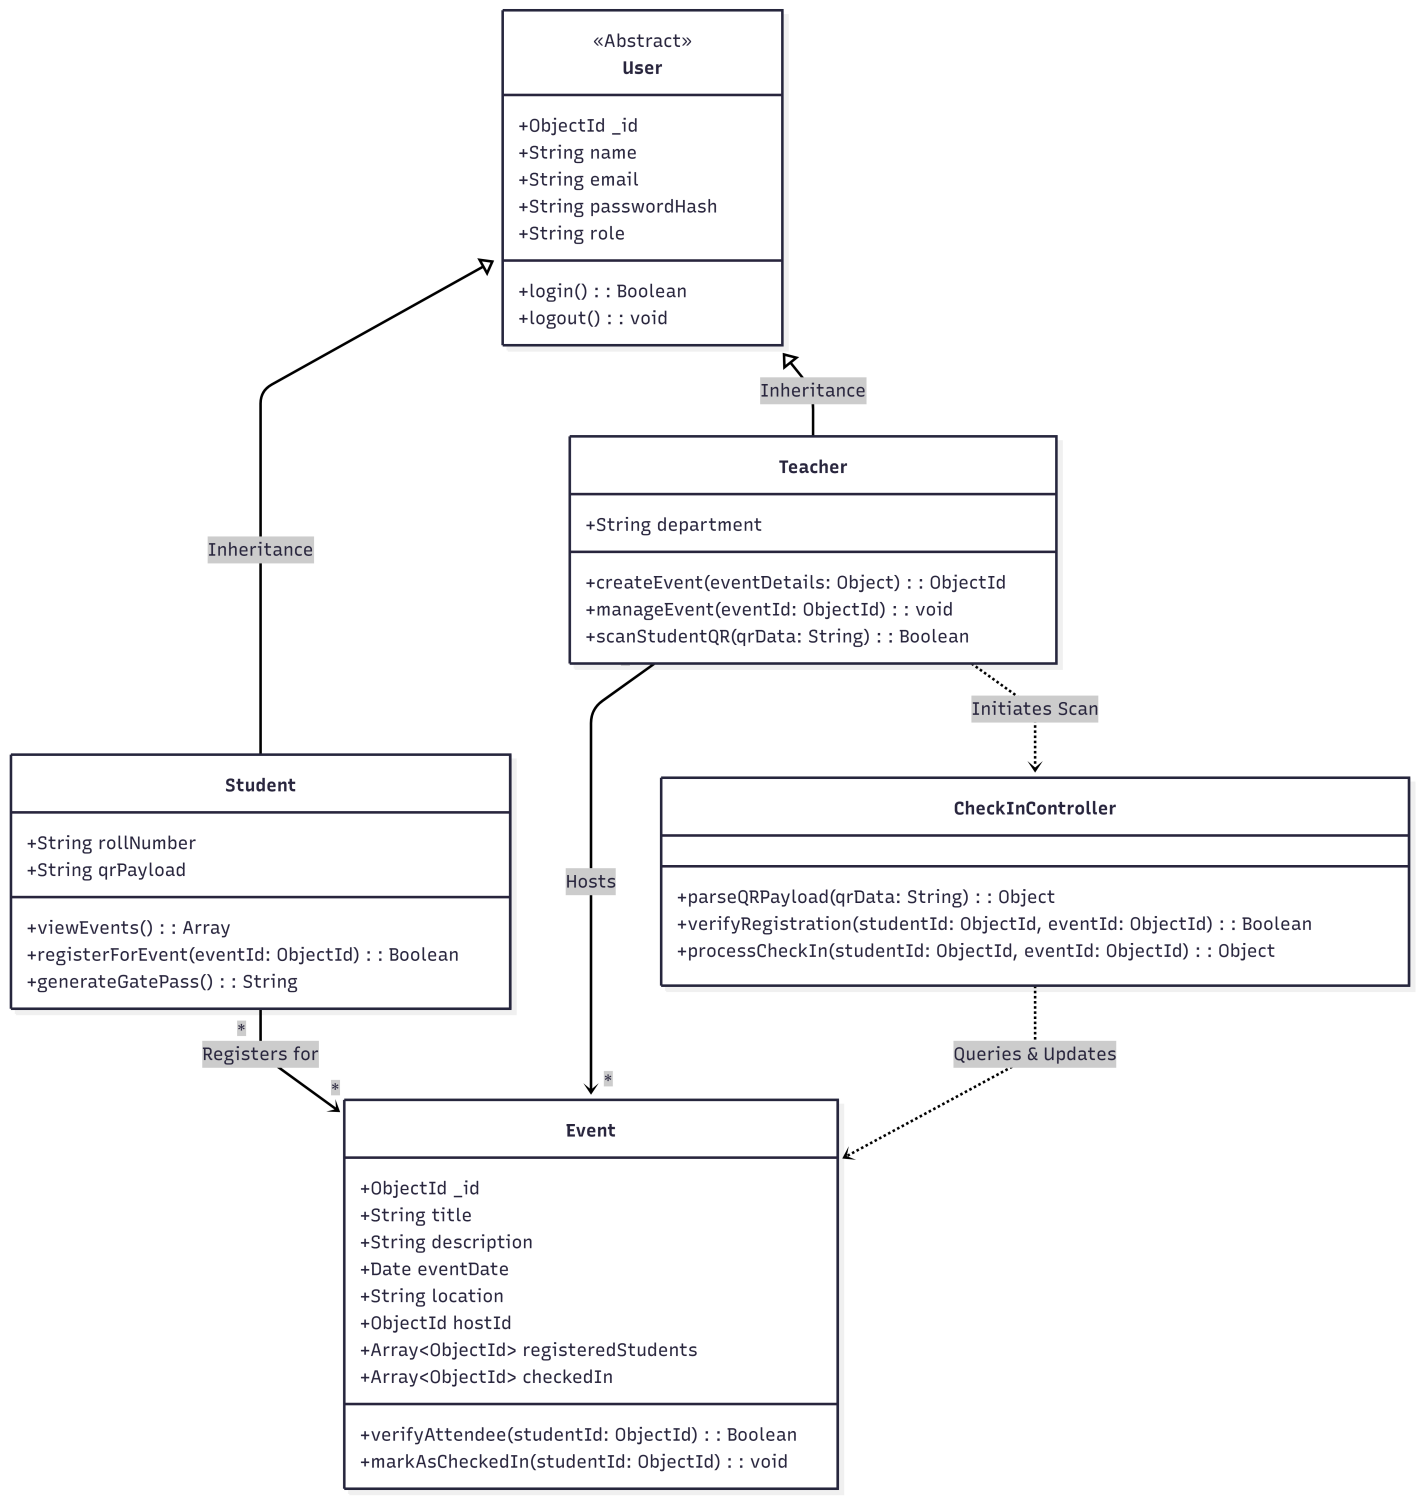 «Abstract»
User
+ObjectId _id
+String name
+String email
+String passwordHash
+String role
+login() : : Boolean
+logout() : : void
Inheritance
Teacher
+String department
+createEvent(eventDetails: Object) : : ObjectId
+manageEvent(eventId: ObjectId) : : void
+scanStudentQR(qrData: String) : : Boolean
Inheritance
Initiates Scan
Student
+String rollNumber
+String qrPayload
+viewEvents() : : Array
+registerForEvent(eventId: ObjectId) : : Boolean
+generateGatePass() : : String
Hosts
CheckInController
+parseQRPayload(qrData: String) : : Object
+verifyRegistration(studentId: ObjectId, eventId: ObjectId) : : Boolean
+processCheckIn(studentId: ObjectId, eventId: ObjectId) : : Object
*
Registers for
*
*
Queries & Updates
Event
+ObjectId _id
+String title
+String description
+Date eventDate
+String location
+ObjectId hostId
+Array<ObjectId> registeredStudents
+Array<ObjectId> checkedIn
+verifyAttendee(studentId: ObjectId) : : Boolean
+markAsCheckedIn(studentId: ObjectId) : : void